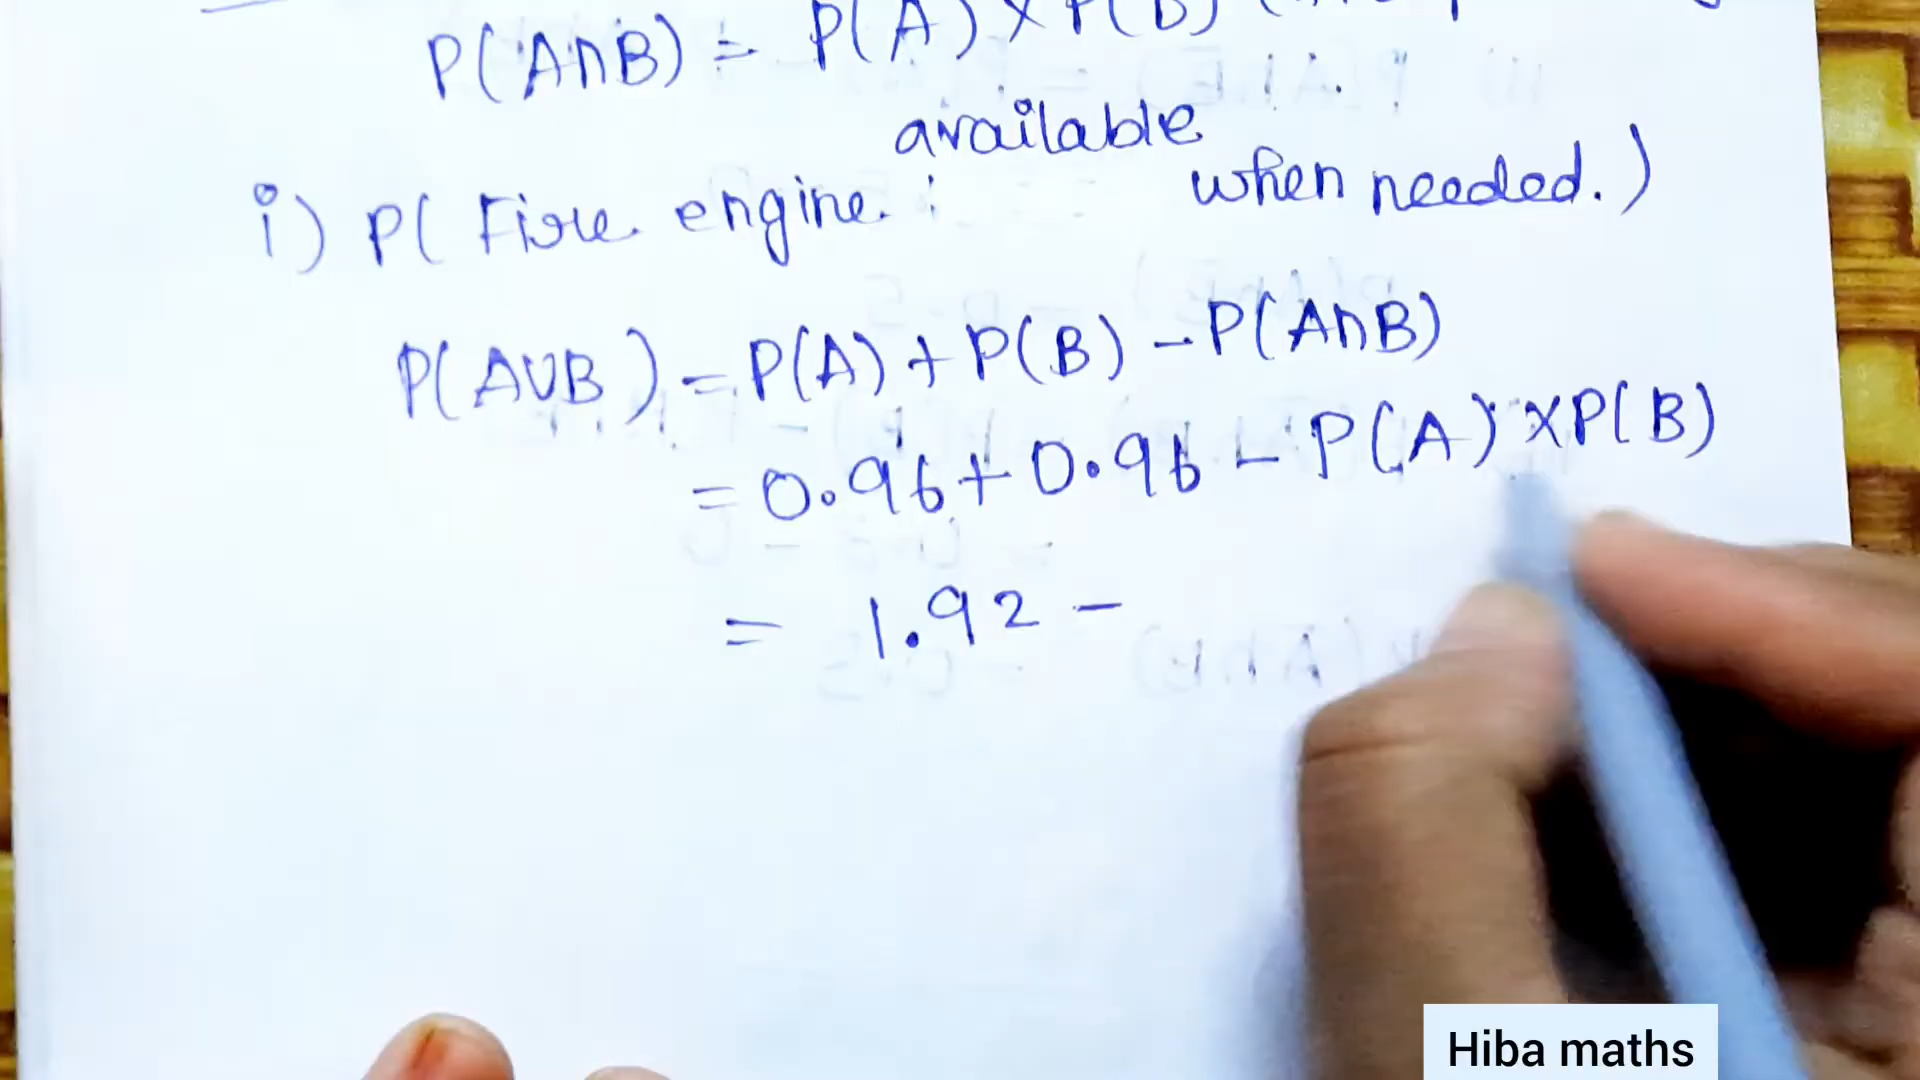 P(A∩B) = P(A) × P(B)
available
i) P( Fire engine when needed.)
P(A∪B) = P(A) + P(B) - P(A∩B)
= 0.96 + 0.96 - P(A) × P(B)
= 1.92 -
Hiba maths